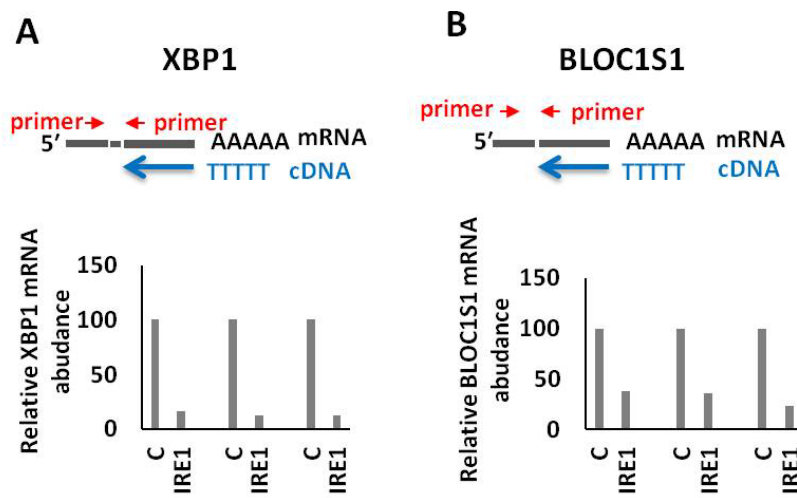 A
XBP1
primer primer
5′ AAAAA mRNA
TTTTT cDNA
Relative XBP1 mRNA
abudance
150
100
50
0
C
IRE1
C
IRE1
C
IRE1
B
BLOC1S1
primer primer
5′ AAAAA mRNA
TTTTT cDNA
Relative BLOC1S1 mRNA
abudance
150
100
50
0
C
IRE1
C
IRE1
C
IRE1